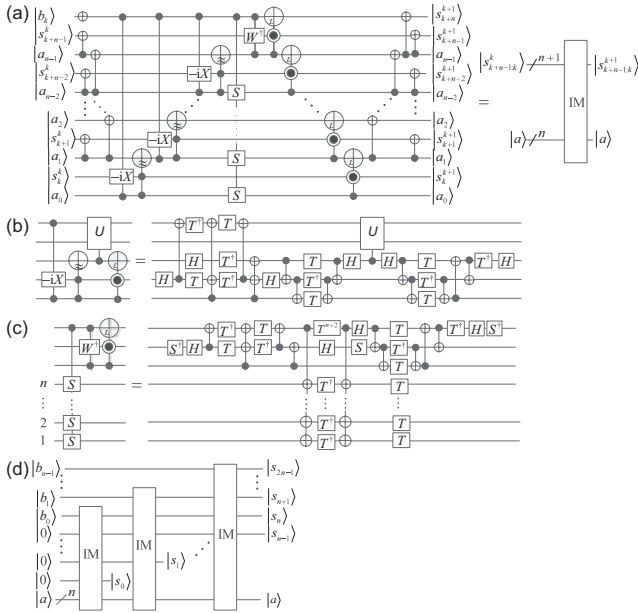 (a)
|b_k⟩ L |s^{k+1}_{k+n}⟩
|s^k_{k+n-1}⟩ W† |s^{k+1}_{k+n-1}⟩
|a_{n-1}⟩ ≈ L |a_{n-1}⟩
|s^k_{k+n-2}⟩ -iX |s^{k+1}_{k+n-2}⟩ |s^k_{k+n-1:k}⟩ n+1 |s^{k+1}_{k+n:k}⟩
|a_{n-2}⟩ S |a_{n-2}⟩ = IM
|a_2⟩ ≈ L |a_2⟩
|s^k_{k+1}⟩ -iX |s^{k+1}_{k+1}⟩ |a⟩ n |a⟩
|a_1⟩ ≈ S L |a_1⟩
|s^k_k⟩ -iX |s^{k+1}_k⟩
|a_0⟩ S |a_0⟩
(b)
T† T
U U
≈ L = H T† T H H T† H T† H
-iX H T T† H T† T T† T
T T†
(c)
L T† T T^{n+2} H T T† H S†
W† S† H T T† H S T†
T
n S = T† T
⋮
2 S T† T
1 S T† T
(d)
|b_{n-1}⟩ |s_{2n-1}⟩
|b_1⟩ |s_{n+1}⟩
|b_0⟩ |s_n⟩
|0⟩ IM |s_{n-1}⟩
|0⟩ IM IM |s_1⟩
|0⟩ |s_0⟩
|a⟩ n |a⟩